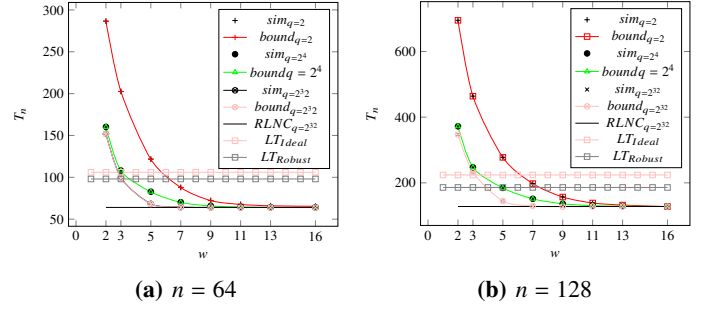 300
250
200
150
100
50
T_n
0 2 3 5 7 9 11 13 16
w
sim_{q=2}
bound_{q=2}
sim_{q=2^4}
boundq = 2^4
sim_{q=2^32}
bound_{q=2^32}
RLNC_{q=2^32}
LT_{Ideal}
LT_{Robust}
(a) n = 64
600
400
200
T_n
0 2 3 5 7 9 11 13 16
w
sim_{q=2}
bound_{q=2}
sim_{q=2^4}
boundq = 2^4
sim_{q=2^{32}}
bound_{q=2^{32}}
RLNC_{q=2^{32}}
LT_{Ideal}
LT_{Robust}
(b) n = 128